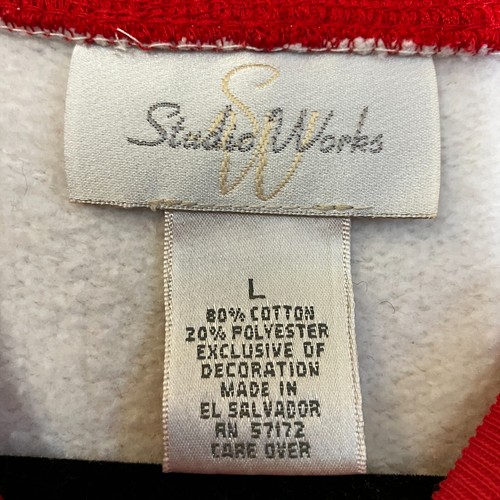 SW
Studio Works
L
80% COTTON
20% POLYESTER
EXCLUSIVE OF
DECORATION
MADE IN
EL SALVADOR
RN 57172
CARE OVER